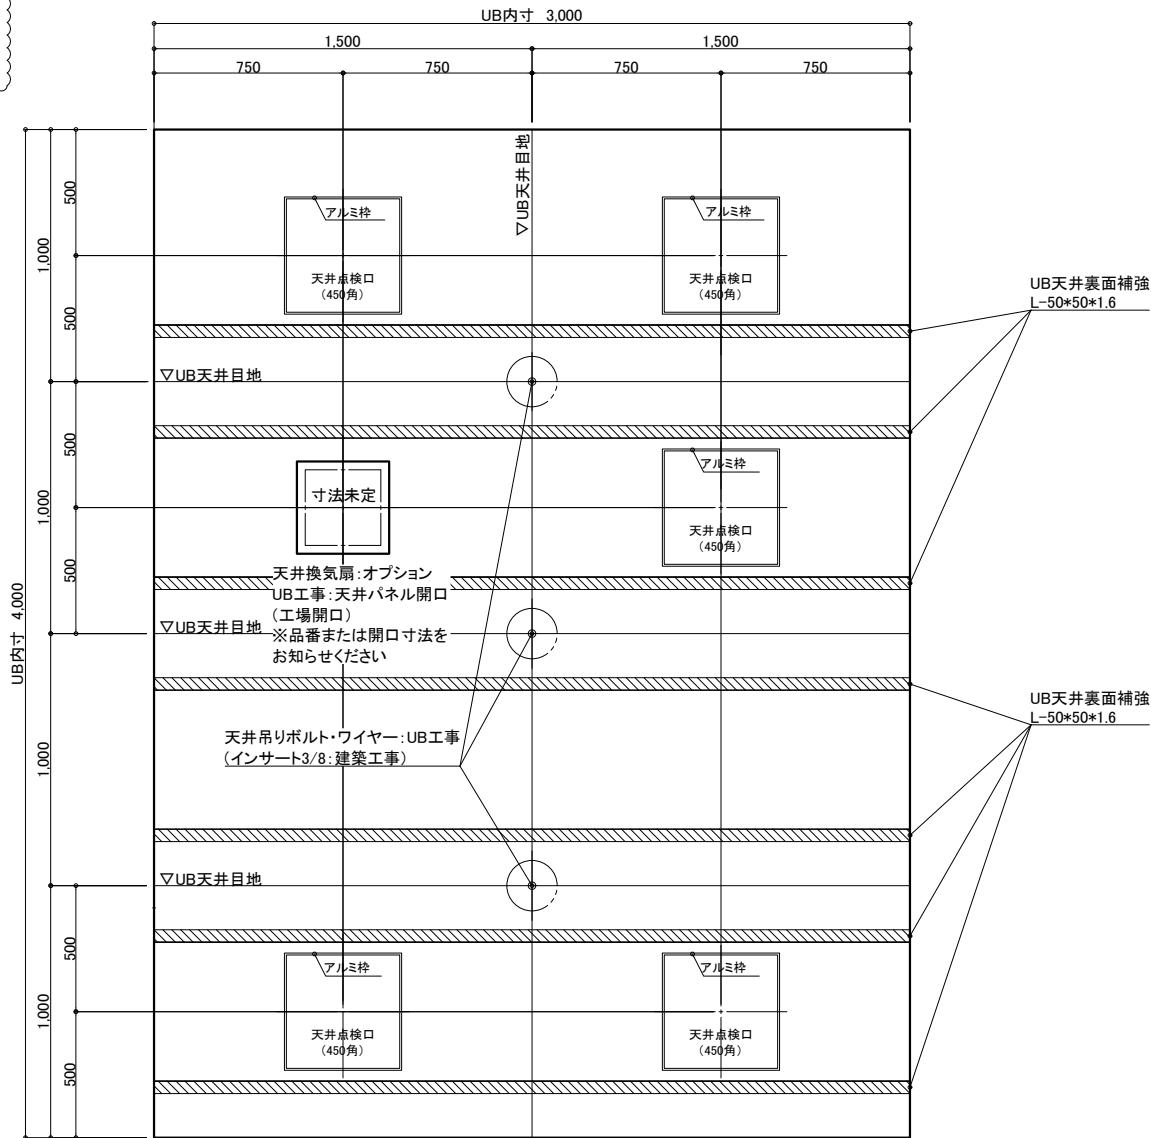 UB内寸 3,000
1,500
1,500
750
750
750
750
▽UB天井目地
500
1,000
500
アルミ枠
天井点検口
(450角)
アルミ枠
天井点検口
(450角)
UB天井裏面補強
L-50*50*1.6
▽UB天井目地
500
1,000
500
寸法未定
アルミ枠
天井点検口
(450角)
天井換気扇:オプション
UB工事:天井パネル開口
(工場開口)
※品番または開口寸法を
お知らせください
▽UB天井目地
UB内寸 4,000
UB天井裏面補強
L-50*50*1.6
天井吊りボルト・ワイヤー:UB工事
(インサート3/8:建築工事)
1,000
▽UB天井目地
500
1,000
500
アルミ枠
天井点検口
(450角)
アルミ枠
天井点検口
(450角)